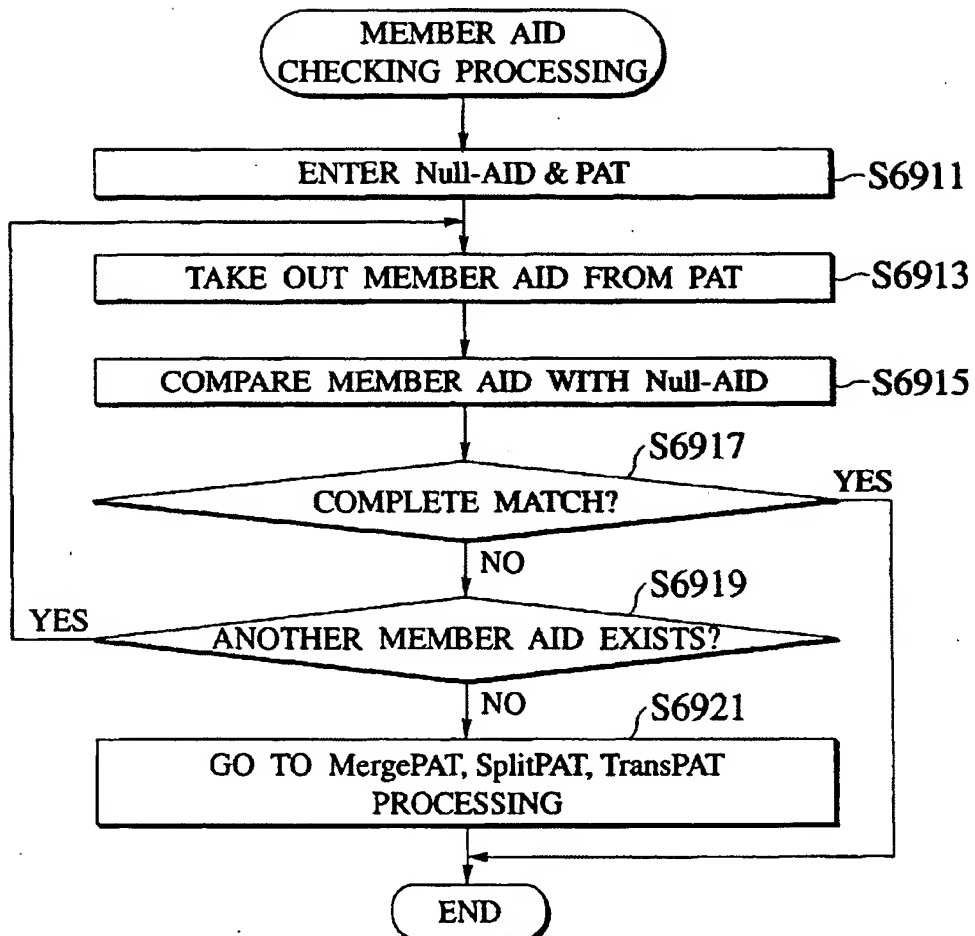 MEMBER AID
CHECKING PROCESSING
ENTER Null-AID & PAT
S6911
TAKE OUT MEMBER AID FROM PAT
S6913
COMPARE MEMBER AID WITH Null-AID
S6915
S6917
COMPLETE MATCH?
YES
NO
S6919
YES
ANOTHER MEMBER AID EXISTS?
NO
S6921
GO TO MergePAT, SplitPAT, TransPAT
PROCESSING
END